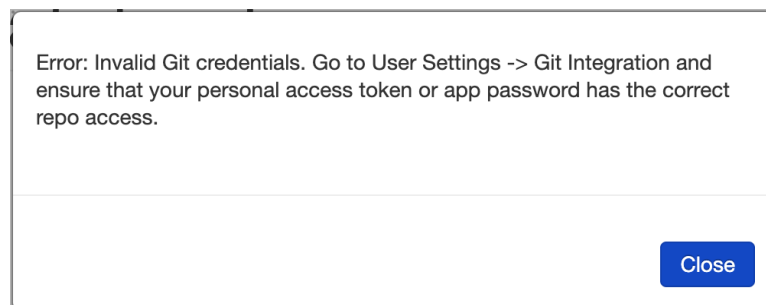 Error: Invalid Git credentials. Go to User Settings -> Git Integration and
ensure that your personal access token or app password has the correct
repo access.
Close